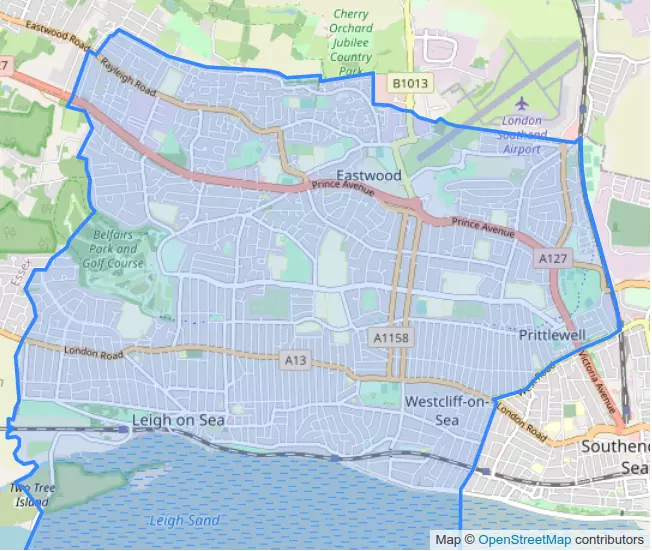 Cherry
Orchard
Jubilee
Country
Park
Eastwood Road
Rayleigh Road
B1013
London
Southend
Airport
Eastwood
Prince Avenue
Prince Avenue
Belfairs
Park and
Golf Course
Essex
A127
Prittlewell
London Road
A13
A1158
Westcliff-on-
Sea
London Road
Victoria Avenue
Leigh on Sea
Southend
Sea
Two Tree
Island
Leigh Sand
Map © OpenStreetMap contributors